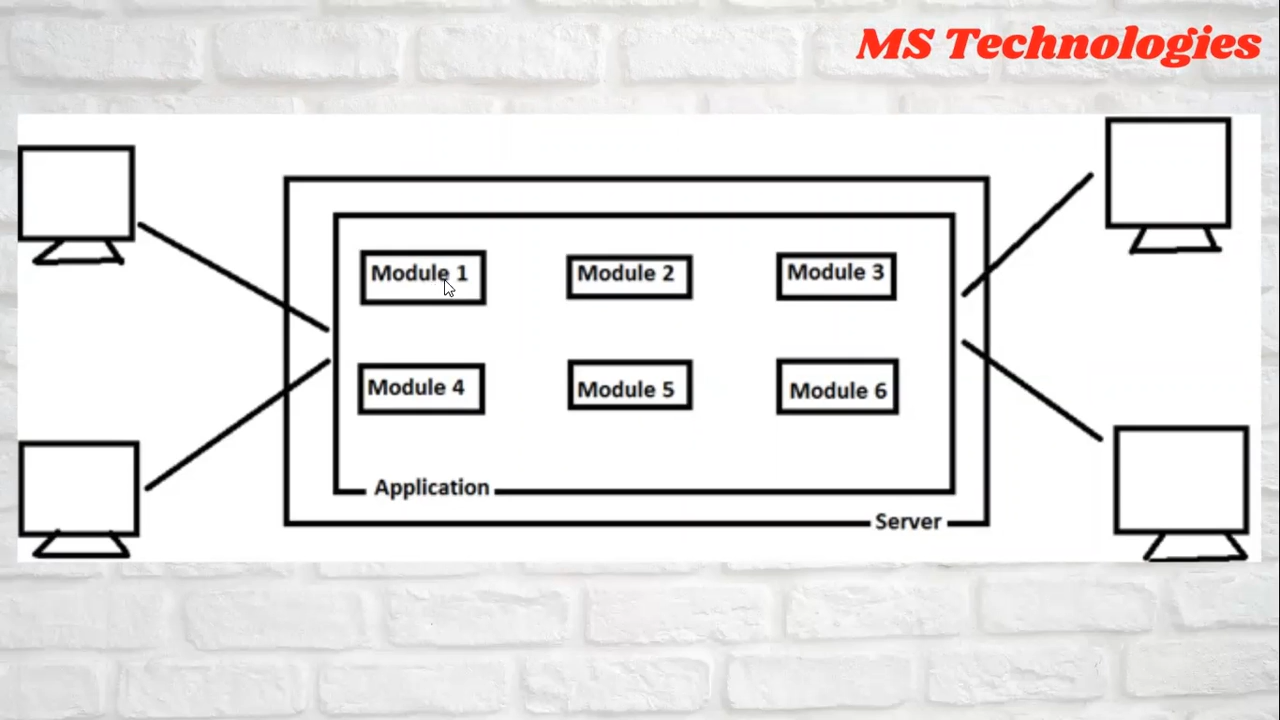 MS Technologies
Module 1
Module 2
Module 3
Module 4
Module 5
Module 6
Application
Server